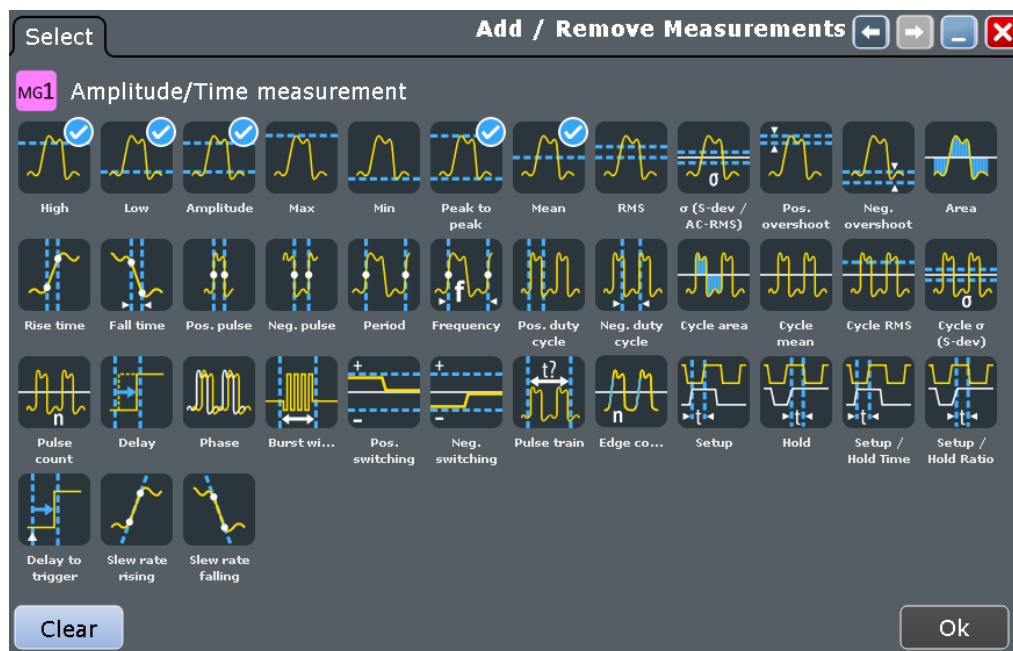 Select
Add / Remove Measurements
MG1 Amplitude/Time measurement
High
Low
Amplitude
Max
Min
Peak to
peak
Mean
RMS
σ
σ (S-dev /
AC-RMS)
Pos.
overshoot
Neg.
overshoot
Area
Rise time
Fall time
Pos. pulse
Neg. pulse
Period
f
Frequency
Pos. duty
cycle
Neg. duty
cycle
Cycle area
Cycle
mean
Cycle RMS
σ
Cycle σ
(S-dev)
n
Pulse
count
Delay
Phase
Burst wi...
+
-
Pos.
switching
+
-
Neg.
switching
t?
Pulse train
n
Edge co...
t
Setup
t
Hold
t
Setup /
Hold Time
t
Setup /
Hold Ratio
Delay to
trigger
Slew rate
rising
Slew rate
falling
Clear
Ok